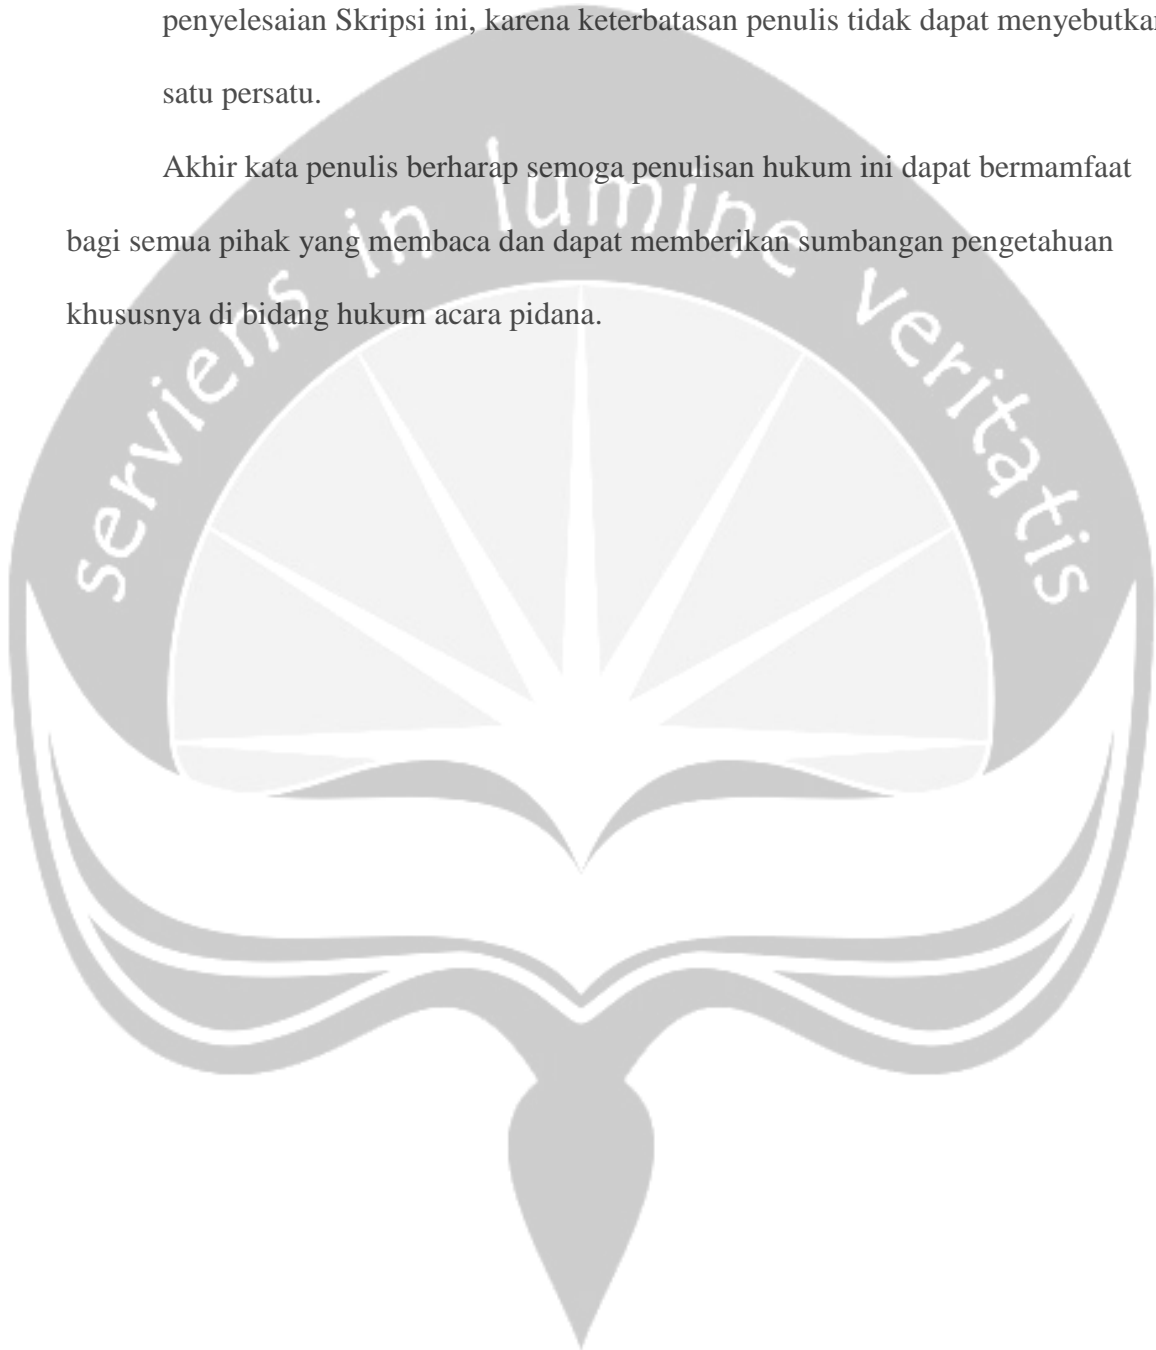 penyelesaian Skripsi ini, karena keterbatasan penulis tidak dapat menyebutkan
satu persatu.
Akhir kata penulis berharap semoga penulisan hukum ini dapat bermamfaat
bagi semua pihak yang membaca dan dapat memberikan sumbangan pengetahuan
khususnya di bidang hukum acara pidana.
serviens in lumine veritatis